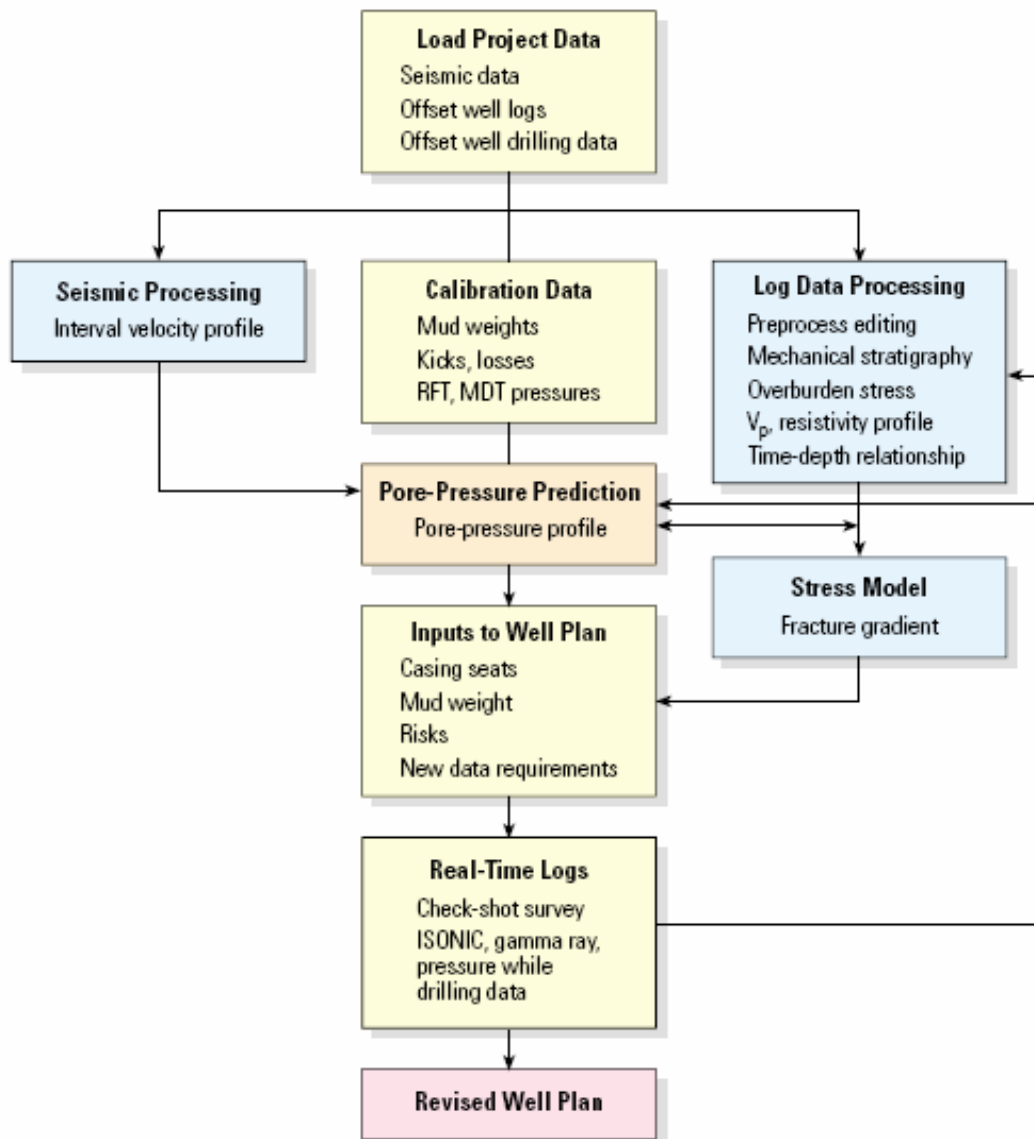 Load Project Data
Seismic data
Offset well logs
Offset well drilling data
Seismic Processing
Interval velocity profile
Calibration Data
Mud weights
Kicks, losses
RFT, MDT pressures
Log Data Processing
Preprocess editing
Mechanical stratigraphy
Overburden stress
Vp, resistivity profile
Time-depth relationship
Pore-Pressure Prediction
Pore-pressure profile
Stress Model
Fracture gradient
Inputs to Well Plan
Casing seats
Mud weight
Risks
New data requirements
Real-Time Logs
Check-shot survey
ISONIC, gamma ray,
pressure while
drilling data
Revised Well Plan